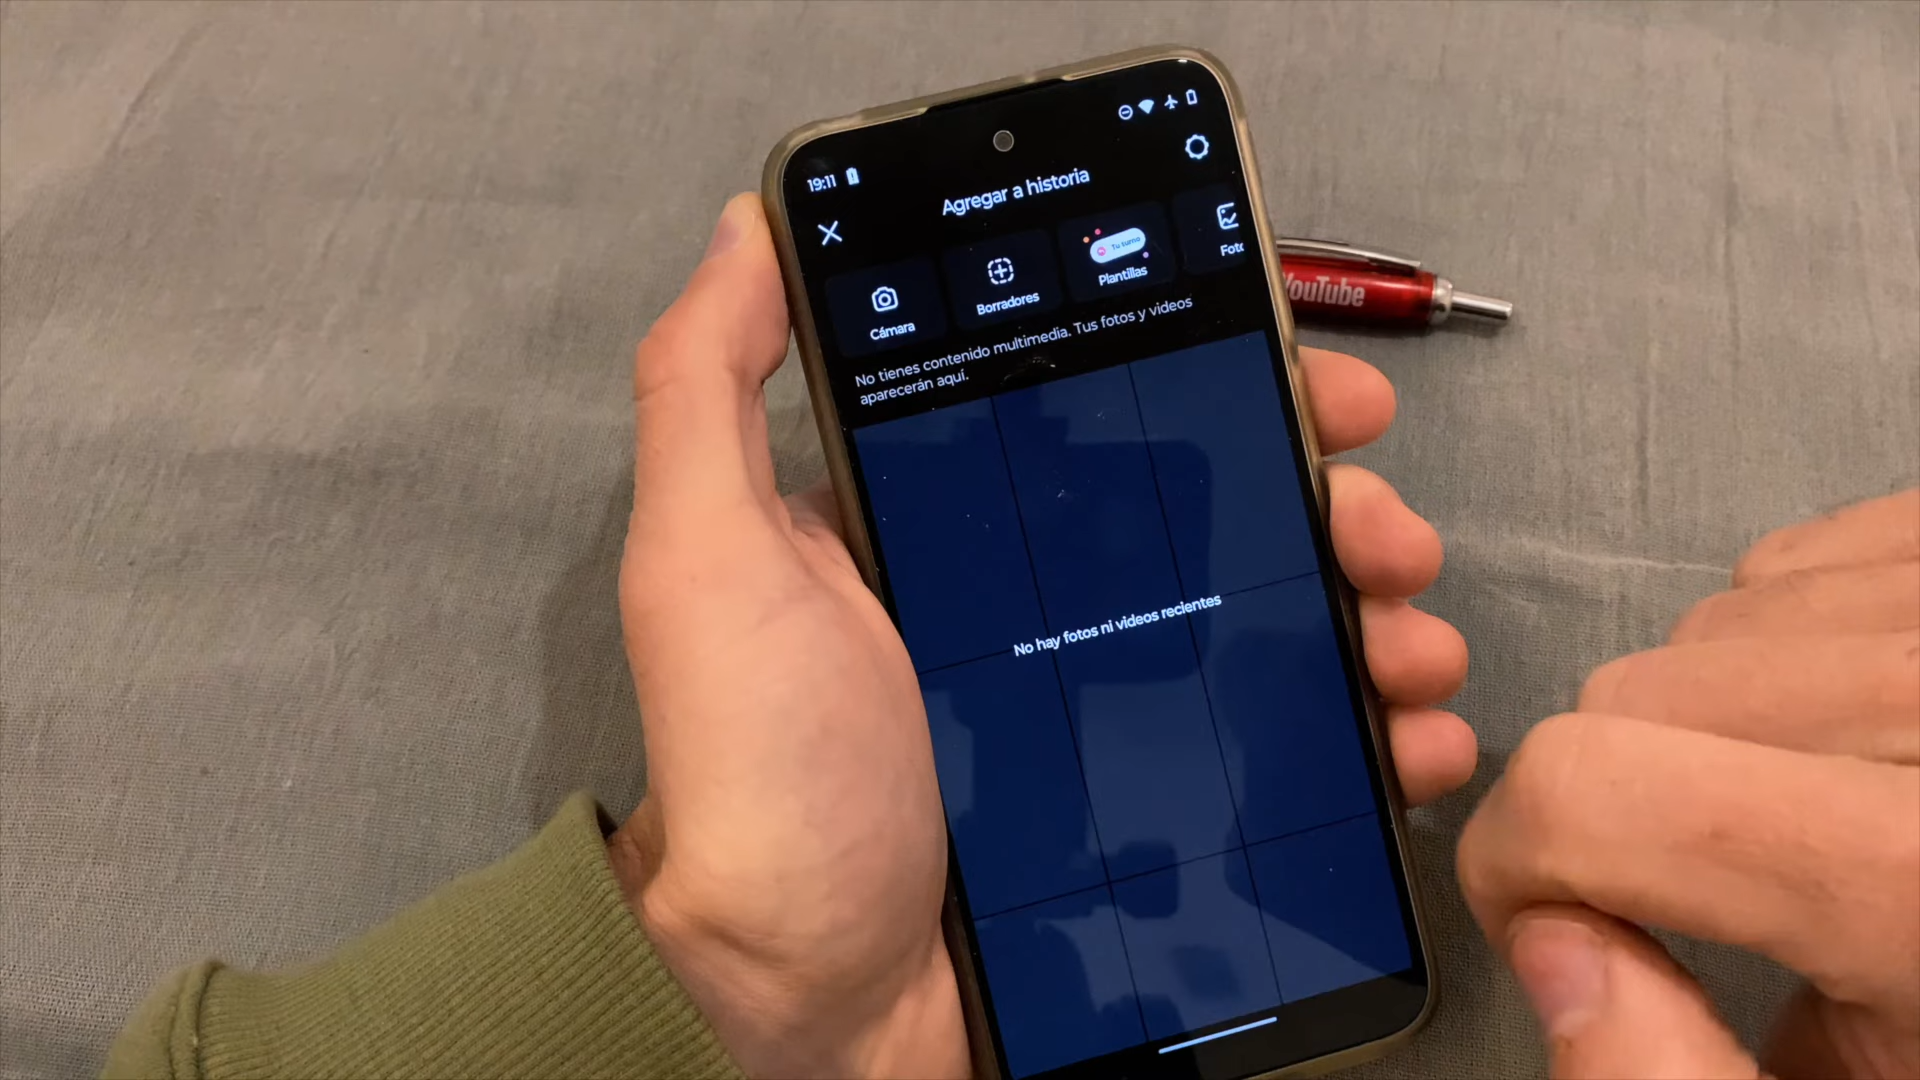 19:11
Agregar a historia
Cámara
Borradores
Tu turno
Plantillas
Foto
No tienes contenido multimedia. Tus fotos y videos
aparecerán aquí.
No hay fotos ni videos recientes
YouTube